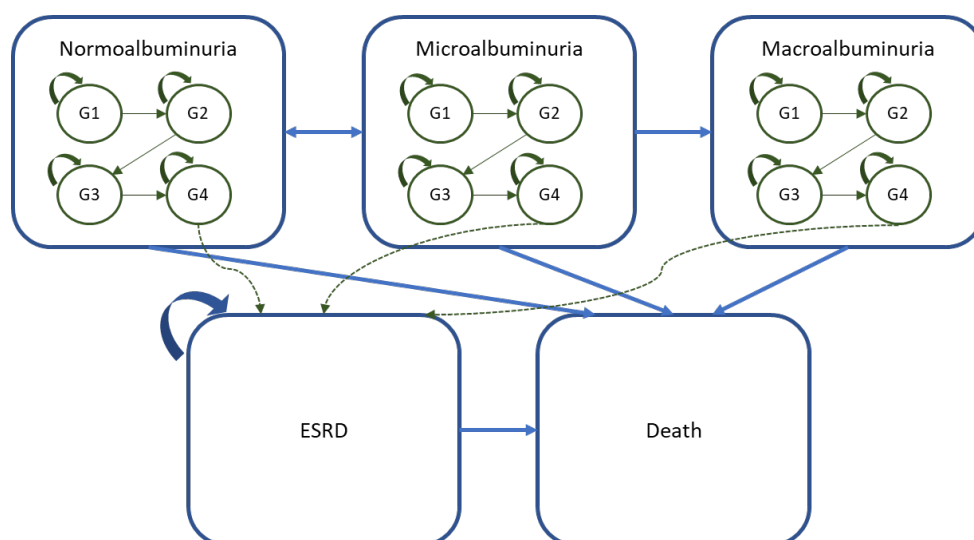 Normoalbuminuria
G1
G2
G3
G4
Microalbuminuria
G1
G2
G3
G4
Macroalbuminuria
G1
G2
G3
G4
ESRD
Death